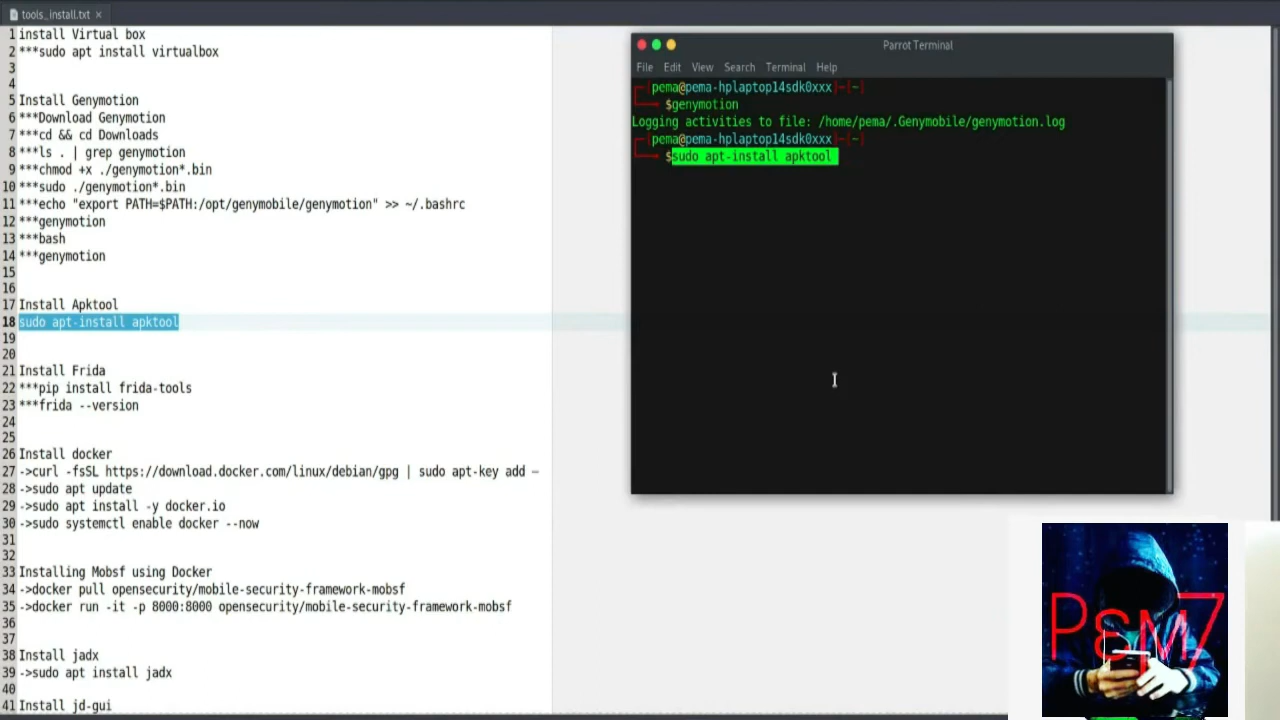 tools_install.txt ×
1 install Virtual box
2 ***sudo apt install virtualbox
3
4
5 Install Genymotion
6 ***Download Genymotion
7 ***cd && cd Downloads
8 ***ls . | grep genymotion
9 ***chmod +x ./genymotion*.bin
10 ***sudo ./genymotion*.bin
11 ***echo "export PATH=$PATH:/opt/genymobile/genymotion" >> ~/.bashrc
12 ***genymotion
13 ***bash
14 ***genymotion
15
16
17 Install Apktool
18 sudo apt-install apktool
19
20
21 Install Frida
22 ***pip install frida-tools
23 ***frida --version
24
25
26 Install docker
27 ->curl -fsSL https://download.docker.com/linux/debian/gpg | sudo apt-key add –
28 ->sudo apt update
29 ->sudo apt install -y docker.io
30 ->sudo systemctl enable docker --now
31
32
33 Installing Mobsf using Docker
34 ->docker pull opensecurity/mobile-security-framework-mobsf
35 ->docker run -it -p 8000:8000 opensecurity/mobile-security-framework-mobsf
36
37
38 Install jadx
39 ->sudo apt install jadx
40
41 Install jd-gui
Parrot Terminal
File Edit View Search Terminal Help
┌─[pema@pema-hplaptop14sdk0xxx]─[~]
└──╼ $genymotion
Logging activities to file: /home/pema/.Genymobile/genymotion.log
┌─[pema@pema-hplaptop14sdk0xxx]─[~]
└──╼ $sudo apt-install apktool
PεM7